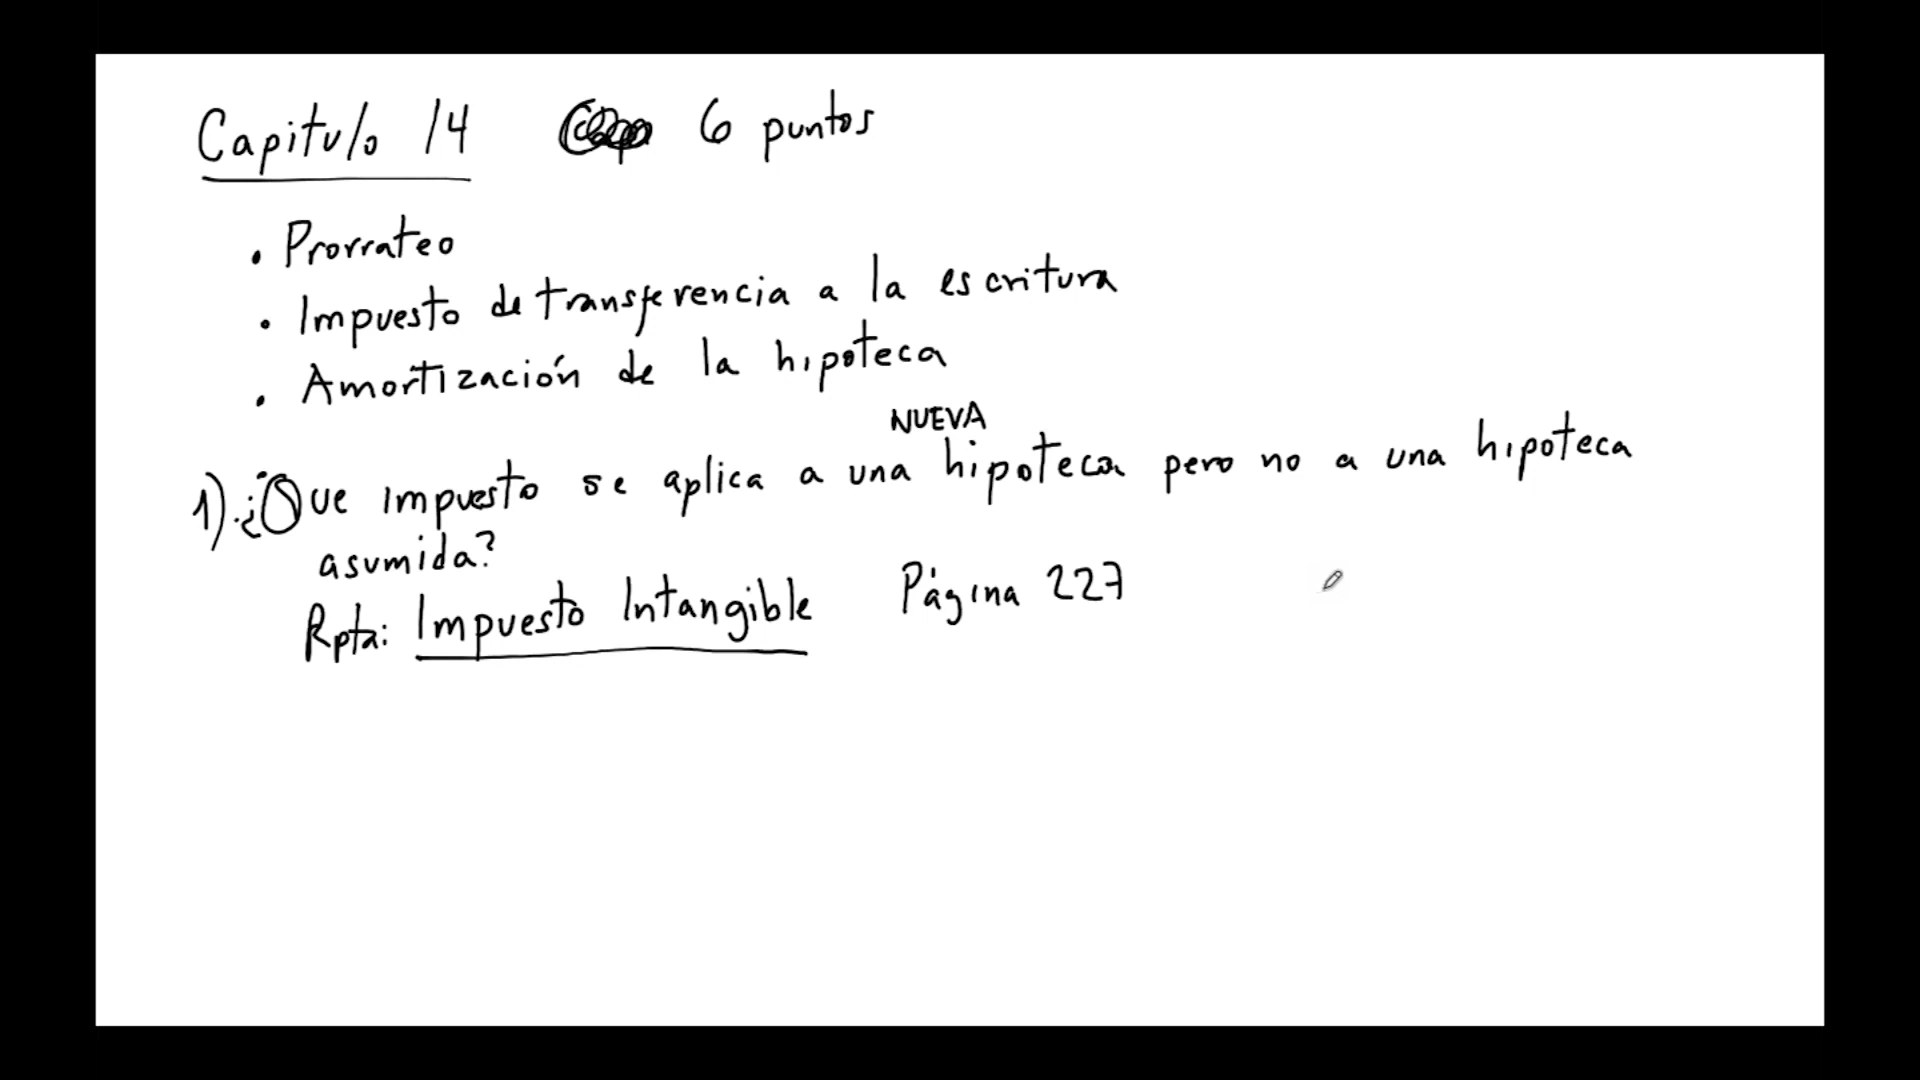 Capitulo 14 6 puntos
. Prorrateo
. Impuesto de transferencia a la escritura
. Amortización de la hipoteca
NUEVA
1) ¿Que impuesto se aplica a una hipoteca pero no a una hipoteca
asumida?
Rpta: Impuesto Intangible Página 227